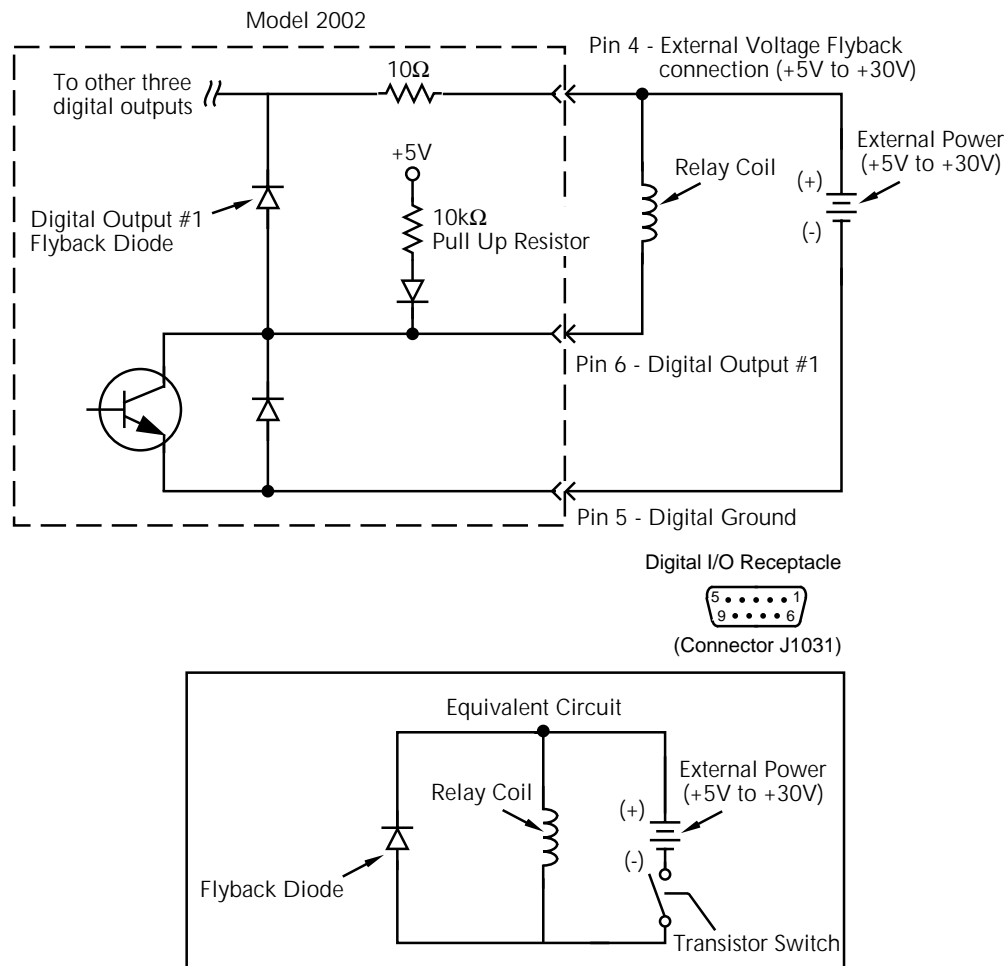 Model 2002
Pin 4 - External Voltage Flyback
connection (+5V to +30V)
To other three
digital outputs
10Ω
+5V
External Power
(+5V to +30V)
Relay Coil
(+)
(-)
Digital Output #1
Flyback Diode
10kΩ
Pull Up Resistor
Pin 6 - Digital Output #1
Pin 5 - Digital Ground
Digital I/O Receptacle
5 1
9 6
(Connector J1031)
Equivalent Circuit
External Power
(+5V to +30V)
Relay Coil
(+)
(-)
Flyback Diode
Transistor Switch